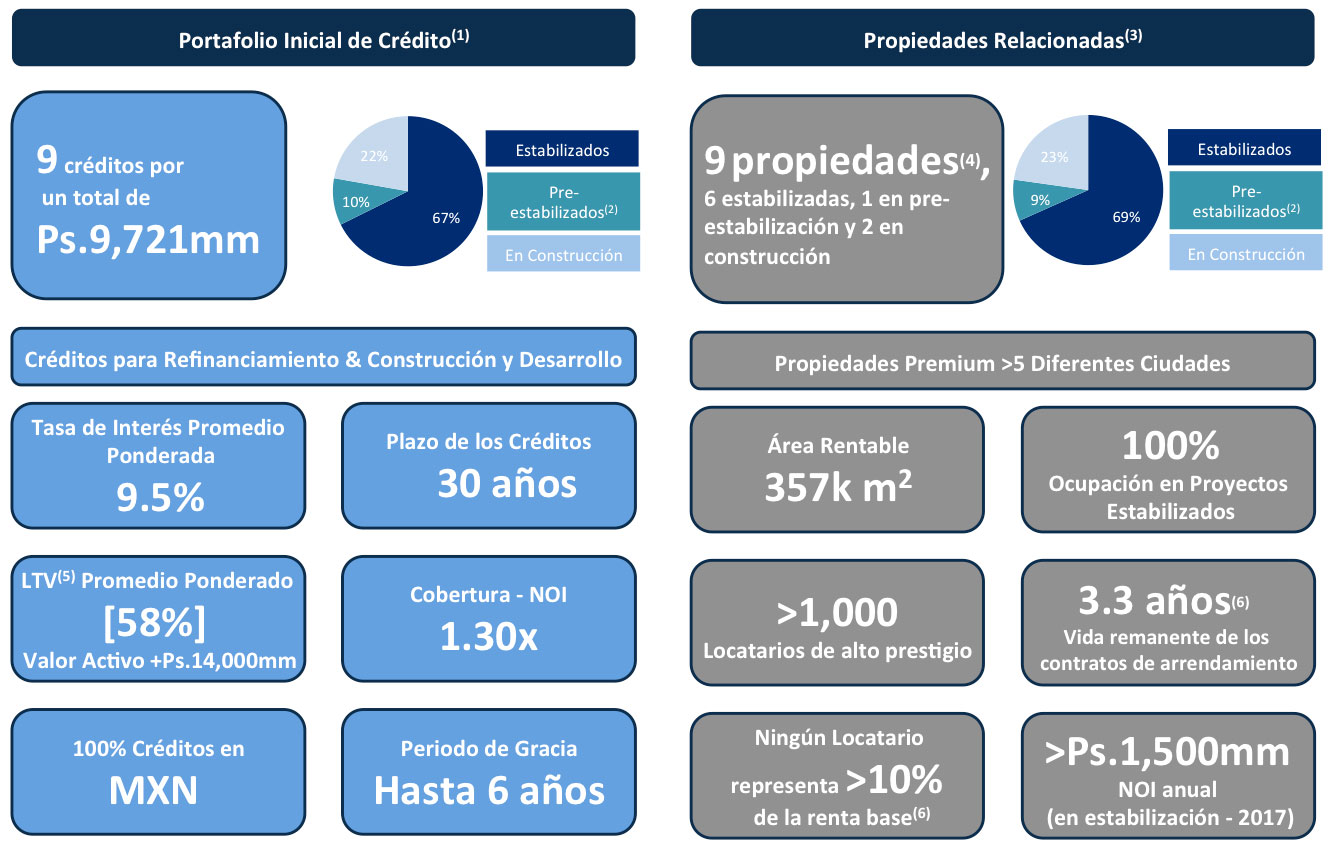 Portafolio Inicial de Crédito(1)
9 créditos por
un total de
Ps.9,721mm
22%
10%
67%
Estabilizados
Pre-
estabilizados(2)
En Construcción
Créditos para Refinanciamiento & Construcción y Desarrollo
Tasa de Interés Promedio
Ponderada
9.5%
Plazo de los Créditos
30 años
LTV(5) Promedio Ponderado
[58%]
Valor Activo +Ps.14,000mm
Cobertura - NOI
1.30x
100% Créditos en
MXN
Periodo de Gracia
Hasta 6 años
Propiedades Relacionadas(3)
9 propiedades(4),
6 estabilizadas, 1 en pre-
estabilización y 2 en
construcción
23%
9%
69%
Estabilizados
Pre-
estabilizados(2)
En Construcción
Propiedades Premium >5 Diferentes Ciudades
Área Rentable
357k m2
100%
Ocupación en Proyectos
Estabilizados
>1,000
Locatarios de alto prestigio
3.3 años(6)
Vida remanente de los
contratos de arrendamiento
Ningún Locatario
representa >10%
de la renta base(6)
>Ps.1,500mm
NOI anual
(en estabilización - 2017)